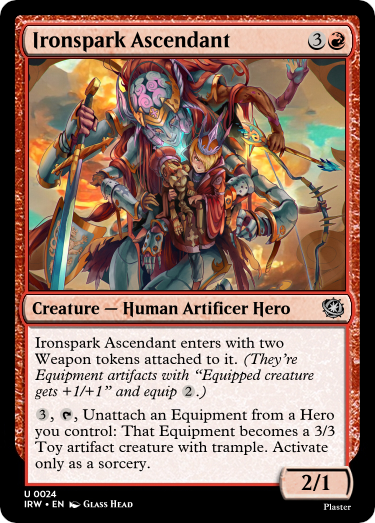 Ironspark Ascendant 3
Creature — Human Artificer Hero
Ironspark Ascendant enters with two
Weapon tokens attached to it. (They're
Equipment artifacts with “Equipped creature
gets +1/+1” and equip 2.)
3, , Unattach an Equipment from a Hero
you control: That Equipment becomes a 3/3
Toy artifact creature with trample. Activate
only as a sorcery.
2/1
U 0024
IRW • EN Glass Head
Plaster